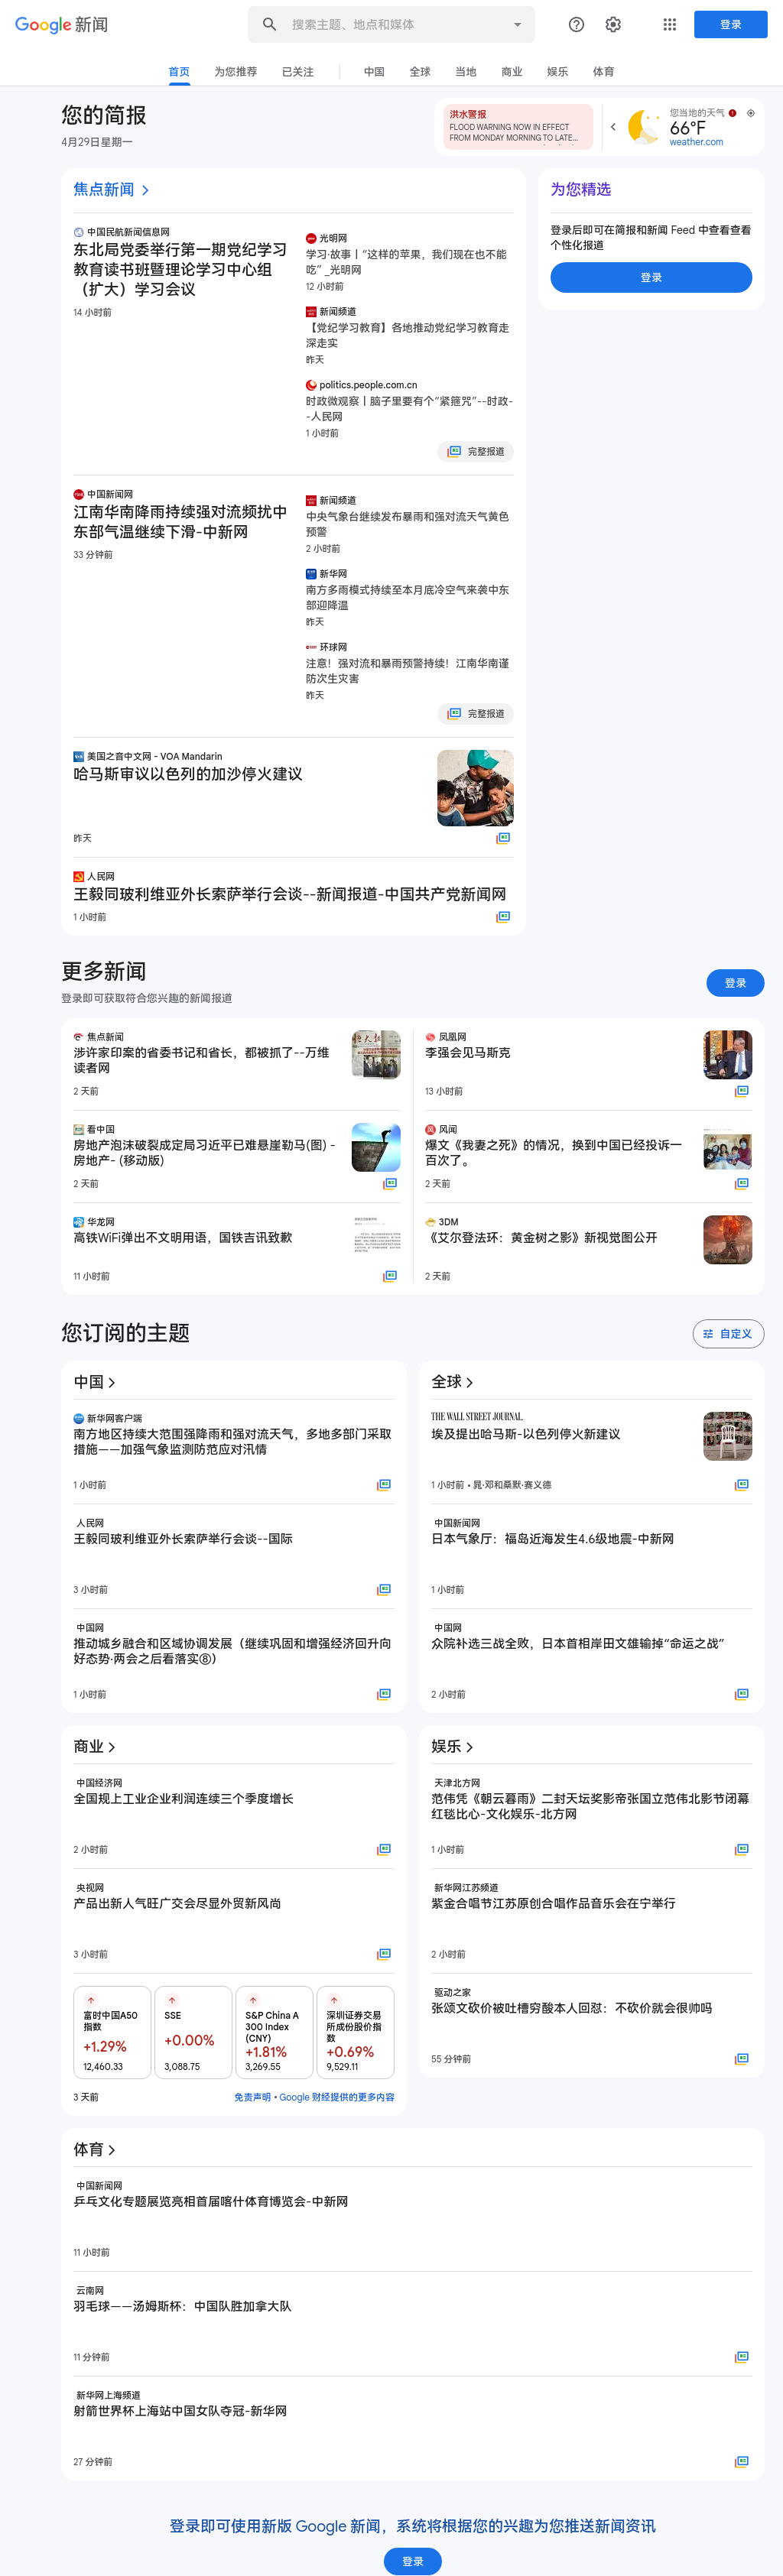 Google 新闻
搜索主题、地点和媒体
登录
首页
为您推荐
已关注
中国
全球
当地
商业
娱乐
体育
您的简报
4月29日星期一
洪水警报
FLOOD WARNING NOW IN EFFECT
FROM MONDAY MORNING TO LATE...
您当地的天气
66°F
weather.com
焦点新闻
中国民航新闻信息网
东北局党委举行第一期党纪学习
教育读书班暨理论学习中心组
（扩大）学习会议
14 小时前
光明网
学习·故事丨“这样的苹果，我们现在也不能
吃” _光明网
12 小时前
新闻频道
【党纪学习教育】各地推动党纪学习教育走
深走实
昨天
politics.people.com.cn
时政微观察丨脑子里要有个“紧箍咒”--时政-
-人民网
1 小时前
完整报道
中国新闻网
江南华南降雨持续强对流频扰中
东部气温继续下滑-中新网
33 分钟前
新闻频道
中央气象台继续发布暴雨和强对流天气黄色
预警
2 小时前
新华网
南方多雨模式持续至本月底冷空气来袭中东
部迎降温
昨天
环球网
注意！强对流和暴雨预警持续！江南华南谨
防次生灾害
昨天
完整报道
美国之音中文网 - VOA Mandarin
哈马斯审议以色列的加沙停火建议
昨天
人民网
王毅同玻利维亚外长索萨举行会谈--新闻报道-中国共产党新闻网
1 小时前
为您精选
登录后即可在简报和新闻 Feed 中查看查看
个性化报道
登录
更多新闻
登录即可获取符合您兴趣的新闻报道
登录
焦点新闻
涉许家印案的省委书记和省长，都被抓了--万维
读者网
2 天前
看中国
房地产泡沫破裂成定局习近平已难悬崖勒马(图) -
房地产- (移动版)
2 天前
华龙网
高铁WiFi弹出不文明用语，国铁吉讯致歉
11 小时前
凤凰网
李强会见马斯克
13 小时前
风闻
爆文《我妻之死》的情况，换到中国已经投诉一
百次了。
2 天前
3DM
《艾尔登法环：黄金树之影》新视觉图公开
2 天前
您订阅的主题
自定义
中国
新华网客户端
南方地区持续大范围强降雨和强对流天气，多地多部门采取
措施——加强气象监测防范应对汛情
1 小时前
人民网
王毅同玻利维亚外长索萨举行会谈--国际
3 小时前
中国网
推动城乡融合和区域协调发展（继续巩固和增强经济回升向
好态势·两会之后看落实⑧）
1 小时前
全球
THE WALL STREET JOURNAL.
埃及提出哈马斯-以色列停火新建议
1 小时前 • 晁·邓和桑默·赛义德
中国新闻网
日本气象厅：福岛近海发生4.6级地震-中新网
1 小时前
中国网
众院补选三战全败，日本首相岸田文雄输掉“命运之战”
2 小时前
商业
中国经济网
全国规上工业企业利润连续三个季度增长
2 小时前
央视网
产品出新人气旺广交会尽显外贸新风尚
3 小时前
富时中国A50
指数
+1.29%
12,460.33
SSE
+0.00%
3,088.75
S&P China A
300 Index
(CNY)
+1.81%
3,269.55
深圳证券交易
所成份股价指
数
+0.69%
9,529.11
3 天前
免责声明 • Google 财经提供的更多内容
娱乐
天津北方网
范伟凭《朝云暮雨》二封天坛奖影帝张国立范伟北影节闭幕
红毯比心-文化娱乐-北方网
1 小时前
新华网江苏频道
紫金合唱节江苏原创合唱作品音乐会在宁举行
2 小时前
驱动之家
张颂文砍价被吐槽穷酸本人回怼：不砍价就会很帅吗
55 分钟前
体育
中国新闻网
乒乓文化专题展览亮相首届喀什体育博览会-中新网
11 小时前
云南网
羽毛球——汤姆斯杯：中国队胜加拿大队
11 分钟前
新华网上海频道
射箭世界杯上海站中国女队夺冠-新华网
27 分钟前
登录即可使用新版 Google 新闻，系统将根据您的兴趣为您推送新闻资讯
登录